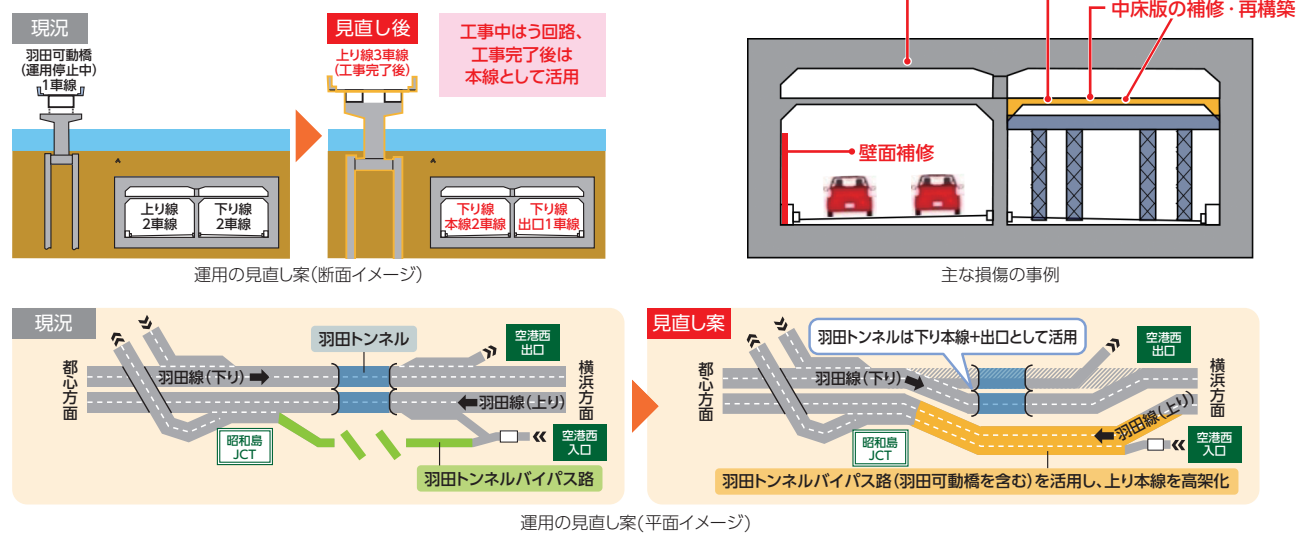 現況
羽田可動橋
(運用停止中)
1車線
上り線
2車線
下り線
2車線
見直し後
上り線3車線
(工事完了後)
工事中はう回路、
工事完了後は
本線として活用
下り線
本線2車線
下り線
出口1車線
運用の見直し案(断面イメージ)
中床版の補修・再構築
壁面補修
主な損傷の事例
現況
都心方面
羽田トンネル
空港西
出口
横浜方面
羽田線(下り)
羽田線(上り)
昭和島
JCT
空港西
入口
羽田トンネルバイパス路
見直し案
羽田トンネルは下り本線+出口として活用
空港西
出口
都心方面
横浜方面
羽田線(下り)
羽田線(上り)
昭和島
JCT
空港西
入口
羽田トンネルバイパス路(羽田可動橋を含む)を活用し、上り本線を高架化
運用の見直し案(平面イメージ)